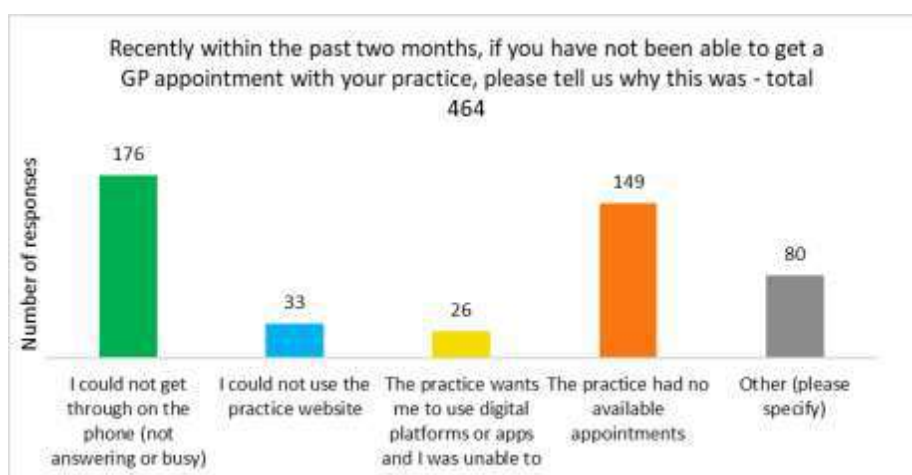 Recently within the past two months, if you have not been able to get a
GP appointment with your practice, please tell us why this was - total
464
Number of responses
176
33
26
149
80
I could not get
through on the
phone (not
answering or busy)
I could not use the
practice website
The practice wants
me to use digital
platforms or apps
and I was unable to
The practice had no
available
appointments
Other (please
specify)